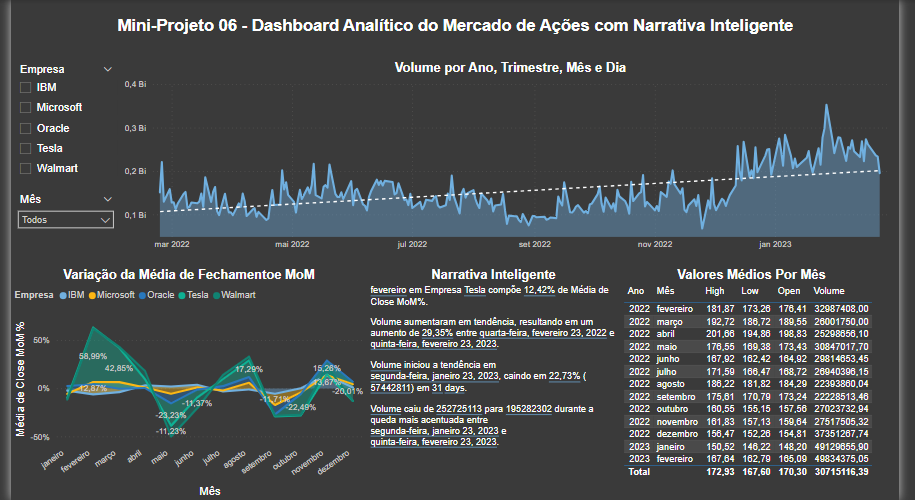 Mini-Projeto 06 - Dashboard Analítico do Mercado de Ações com Narrativa Inteligente
Empresa
IBM
Microsoft
Oracle
Tesla
Walmart
Mês
Todos
Volume por Ano, Trimestre, Mês e Dia
0,4 Bi
0,3 Bi
0,2 Bi
0,1 Bi
mar 2022 mai 2022 jul 2022 set 2022 nov 2022 jan 2023
Variação da Média de Fechamentoe MoM
Empresa IBM Microsoft Oracle Tesla Walmart
Média de Close MoM%
50%
0%
-50%
58,99%
42,85%
12,87%
-23,23%
-11,23%
-11,37%
17,29%
-11,71%
-22,49%
15,26%
13,67%
-20,01%
janeiro fevereiro março abril maio junho julho agosto setembro outubro novembro dezembro
Mês
Narrativa Inteligente
fevereiro em Empresa Tesla compõe 12,42% de Média de
Close MoM%.
Volume aumentaram em tendência, resultando em um
aumento de 29,35% entre quarta-feira, fevereiro 23, 2022 e
quinta-feira, fevereiro 23, 2023.
Volume iniciou a tendência em
segunda-feira, janeiro 23, 2023, caindo em 22,73% (
57442811) em 31 days.
Volume caiu de 252725113 para 195282302 durante a
queda mais acentuada entre
segunda-feira, janeiro 23, 2023 e
quinta-feira, fevereiro 23, 2023.
Valores Médios Por Mês
Ano Mês High Low Open Volume
2022 fevereiro 181,87 173,26 176,41 32987408,00
2022 março 192,72 186,72 189,55 26001750,00
2022 abril 201,66 194,86 198,83 25298656,10
2022 maio 176,55 169,38 173,43 30847017,70
2022 junho 167,92 162,42 164,92 29814653,45
2022 julho 171,59 166,47 168,72 26940396,15
2022 agosto 186,22 181,82 184,29 22393860,04
2022 setembro 175,61 170,79 173,24 22228513,46
2022 outubro 160,55 155,15 157,56 27023732,94
2022 novembro 161,83 157,13 159,64 27517505,32
2022 dezembro 156,47 152,26 154,81 37351267,74
2023 janeiro 150,52 146,22 148,20 49129655,90
2023 fevereiro 167,64 162,79 165,09 49834375,05
Total 172,93 167,60 170,30 30715116,39